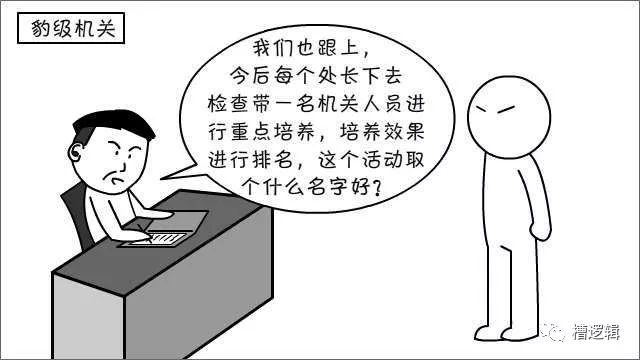 豹级机关
我们也跟上，
今后每个处长下去
检查带一名机关人员进
行重点培养，培养效果
进行排名，这个活动取
个什么名字好？
槽逻辑